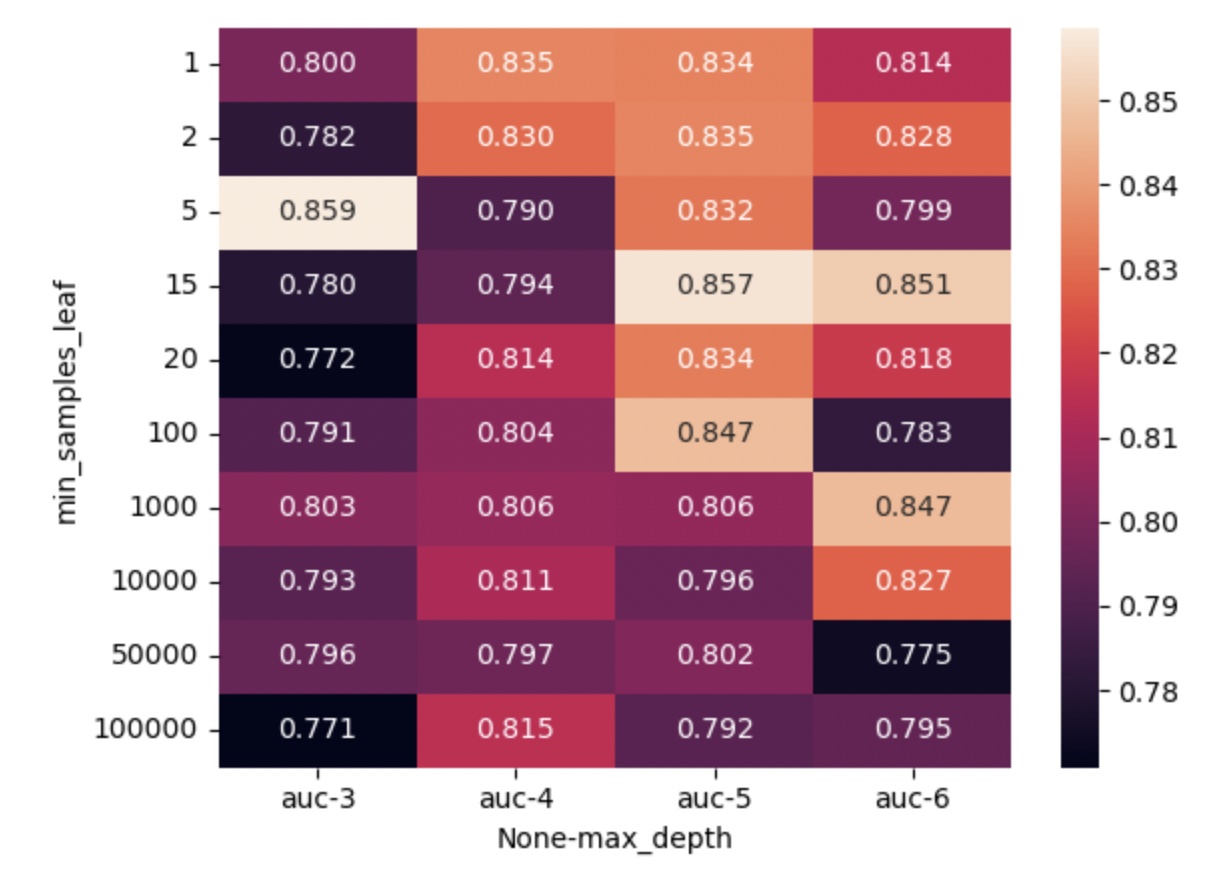 1 0.800 0.835 0.834 0.814
0.85
2 0.782 0.830 0.835 0.828
0.84
5 0.859 0.790 0.832 0.799
0.83
15 0.780 0.794 0.857 0.851
min_samples_leaf
20 0.772 0.814 0.834 0.818
0.82
100 0.791 0.804 0.847 0.783
0.81
1000 0.803 0.806 0.806 0.847
0.80
10000 0.793 0.811 0.796 0.827
0.79
50000 0.796 0.797 0.802 0.775
0.78
100000 0.771 0.815 0.792 0.795
auc-3 auc-4 auc-5 auc-6
None-max_depth